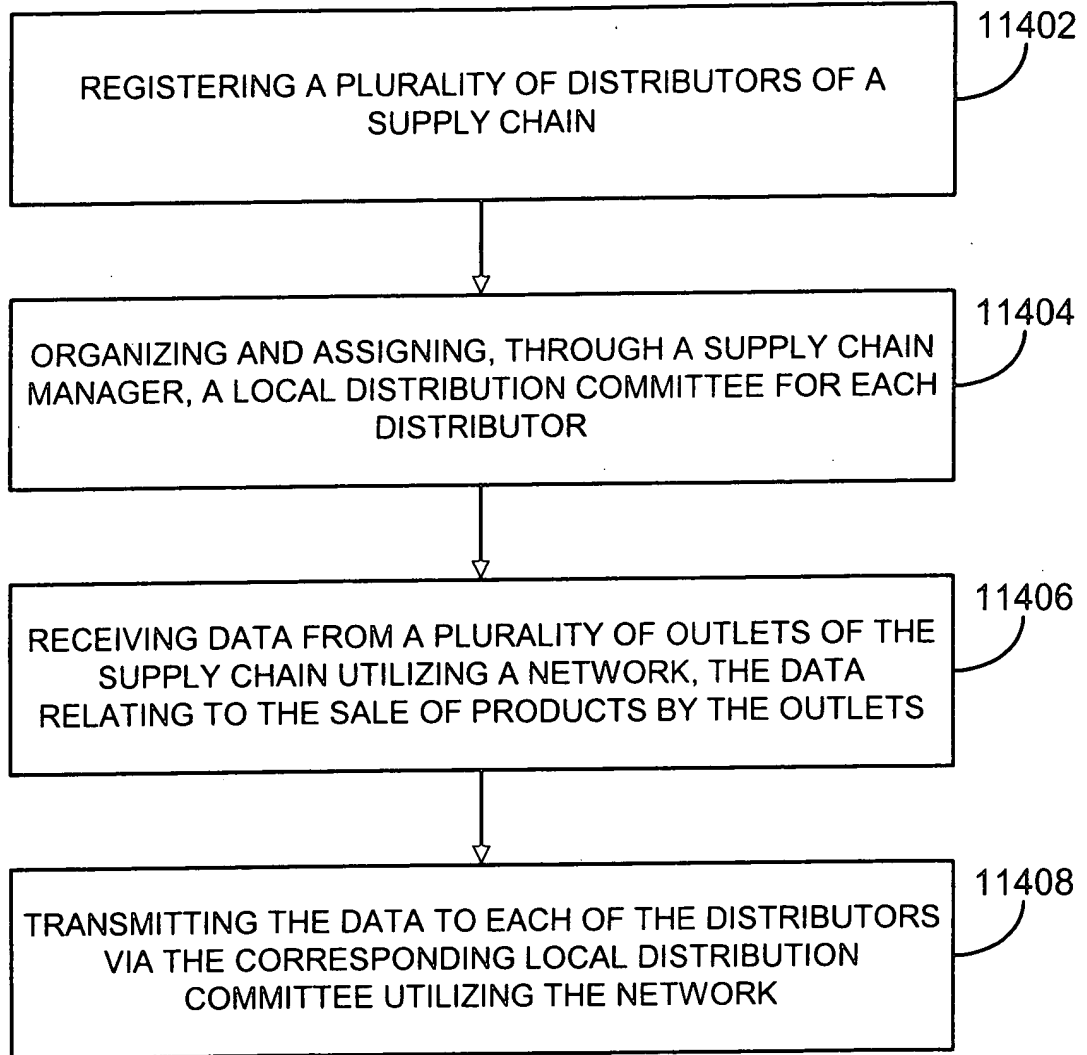 11402
REGISTERING A PLURALITY OF DISTRIBUTORS OF A
SUPPLY CHAIN
11404
ORGANIZING AND ASSIGNING, THROUGH A SUPPLY CHAIN
MANAGER, A LOCAL DISTRIBUTION COMMITTEE FOR EACH
DISTRIBUTOR
11406
RECEIVING DATA FROM A PLURALITY OF OUTLETS OF THE
SUPPLY CHAIN UTILIZING A NETWORK, THE DATA
RELATING TO THE SALE OF PRODUCTS BY THE OUTLETS
11408
TRANSMITTING THE DATA TO EACH OF THE DISTRIBUTORS
VIA THE CORRESPONDING LOCAL DISTRIBUTION
COMMITTEE UTILIZING THE NETWORK